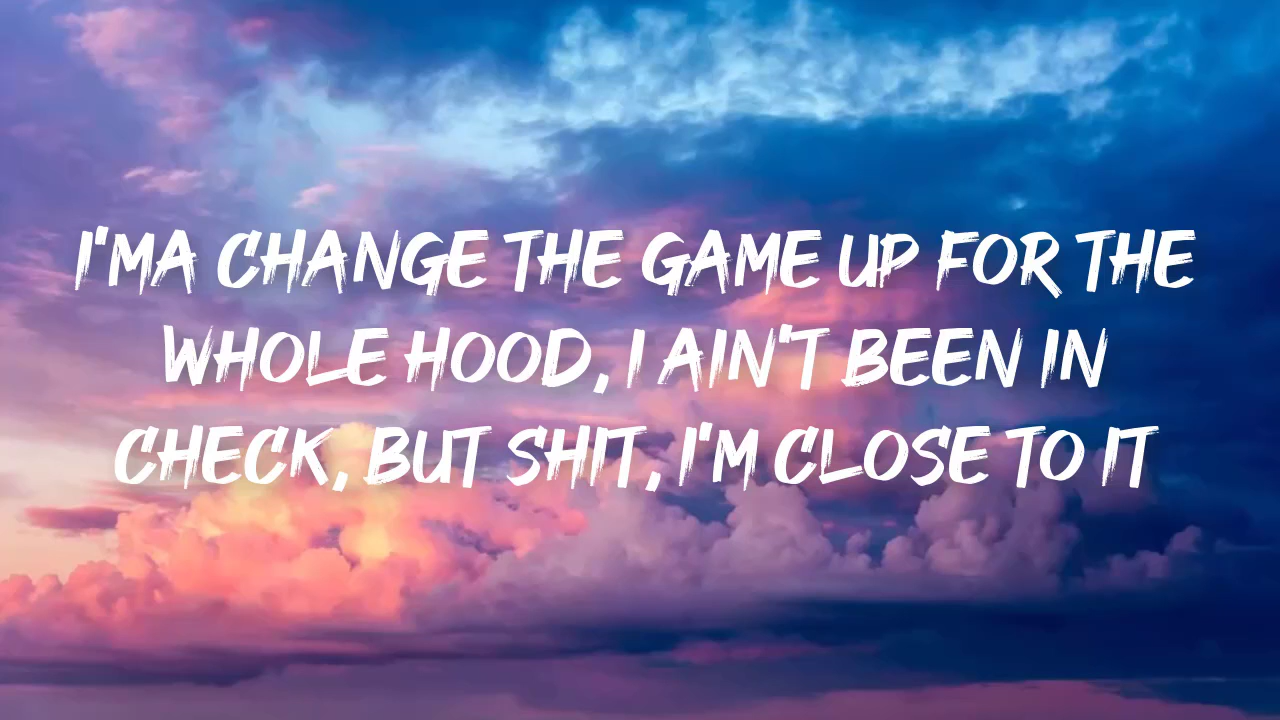 I'MA CHANGE THE GAME UP FOR THE
WHOLE HOOD, I AIN'T BEEN IN
CHECK, BUT SHIT, I'M CLOSE TO IT